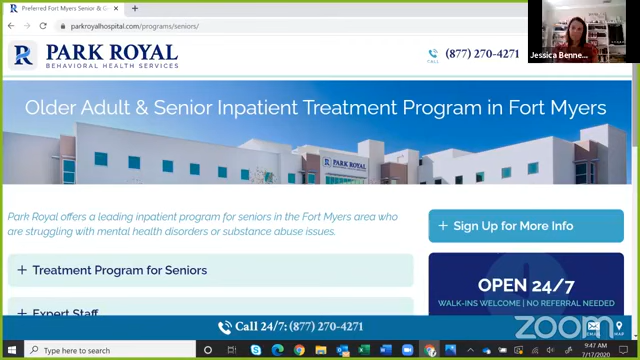 Preferred Fort Myers Senior & G
parkroyalhospital.com/programs/seniors/
PARK ROYAL
BEHAVIORAL HEALTH SERVICES
CALL
(877) 270-4271
Jessica Benne...
Older Adult & Senior Inpatient Treatment Program in Fort Myers
PARK ROYAL
Park Royal offers a leading inpatient program for seniors in the Fort Myers area who
are struggling with mental health disorders or substance abuse issues.
+ Sign Up for More Info
+ Treatment Program for Seniors
+ Expert Staff
OPEN 24/7
WALK-INS WELCOME | NO REFERRAL NEEDED
Call 24/7: (877) 270-4271
EMAIL
MAP
zoom
Type here to search
9:47 AM
7/17/2020